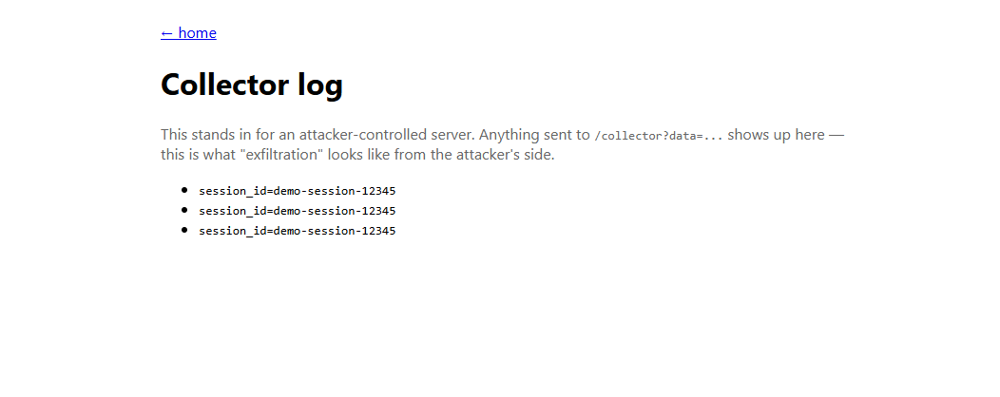 ← home
Collector log
This stands in for an attacker-controlled server. Anything sent to /collector?data=... shows up here —
this is what "exfiltration" looks like from the attacker's side.
• session_id=demo-session-12345
• session_id=demo-session-12345
• session_id=demo-session-12345